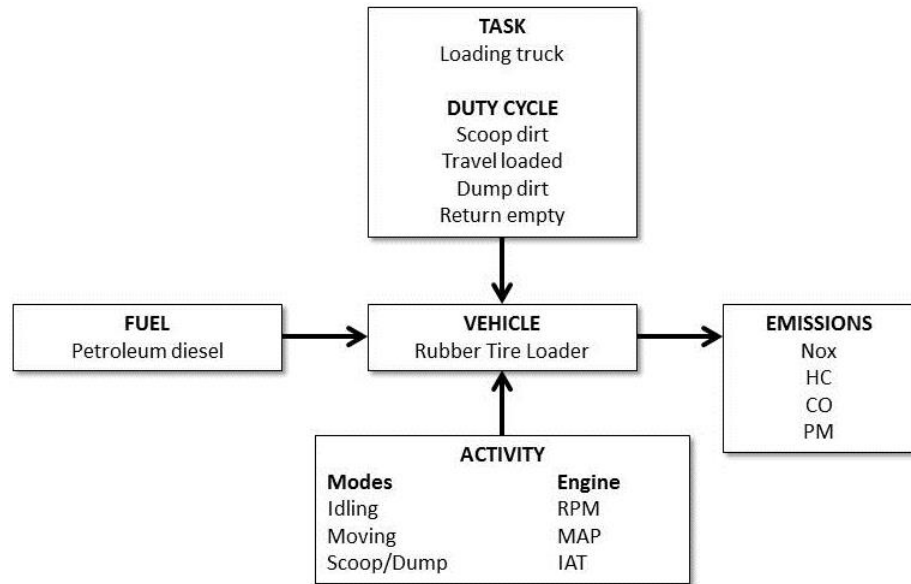 TASK
Loading truck
DUTY CYCLE
Scoop dirt
Travel loaded
Dump dirt
Return empty
FUEL
Petroleum diesel
VEHICLE
Rubber Tire Loader
EMISSIONS
Nox
HC
CO
PM
ACTIVITY
Modes Engine
Idling RPM
Moving MAP
Scoop/Dump IAT